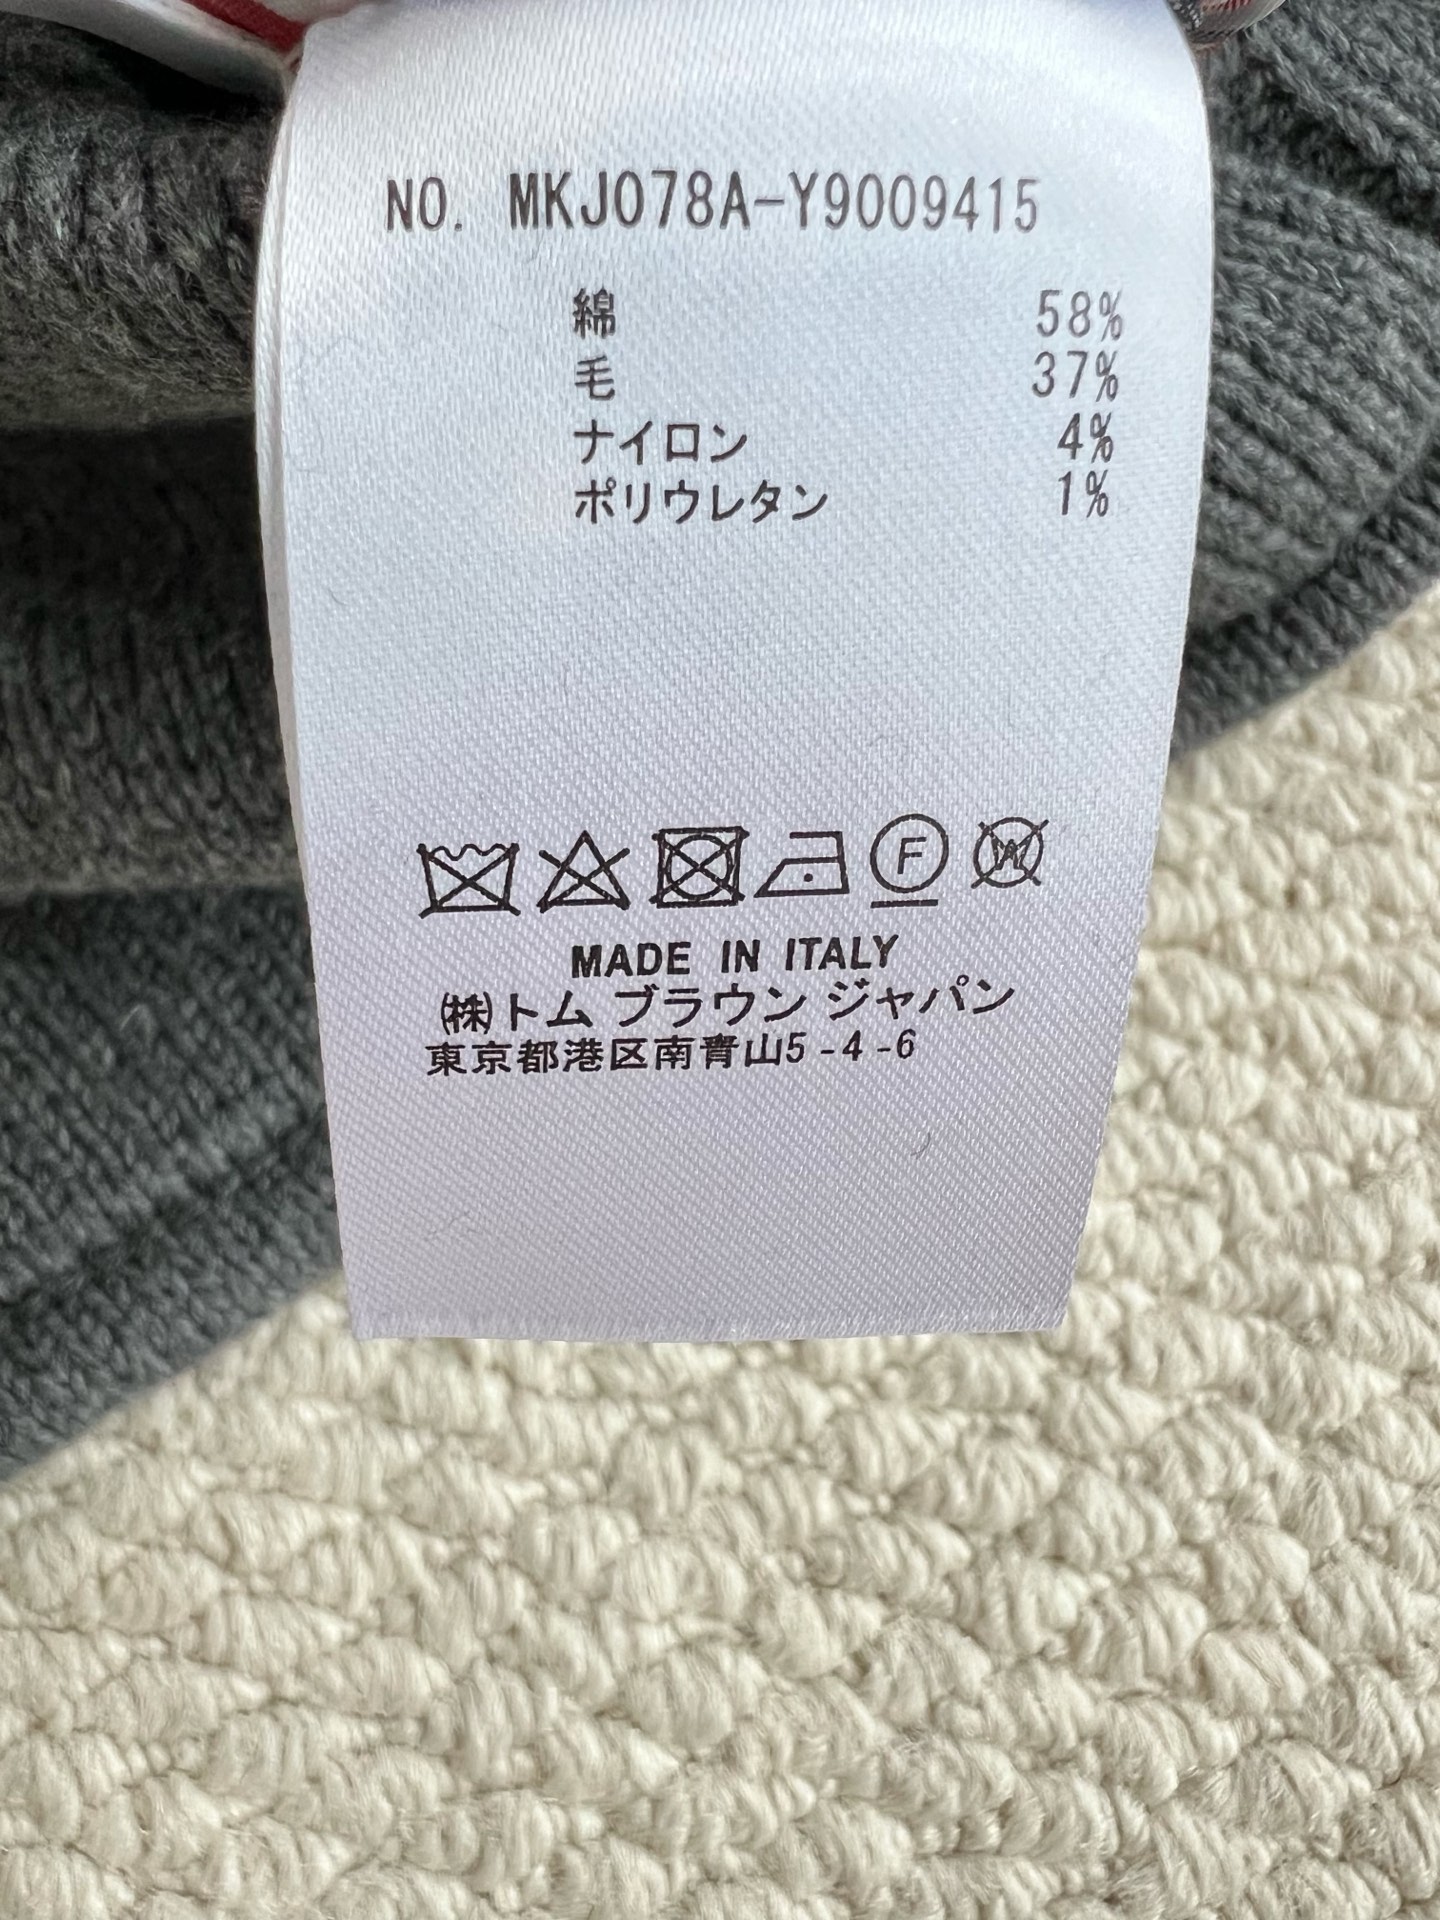 NO. MKJ078A-Y9009415
綿 58%
毛 37%
ナイロン 4%
ポリウレタン 1%
F W
MADE IN ITALY
㈱トム ブラウン ジャパン
東京都港区南青山5-4-6